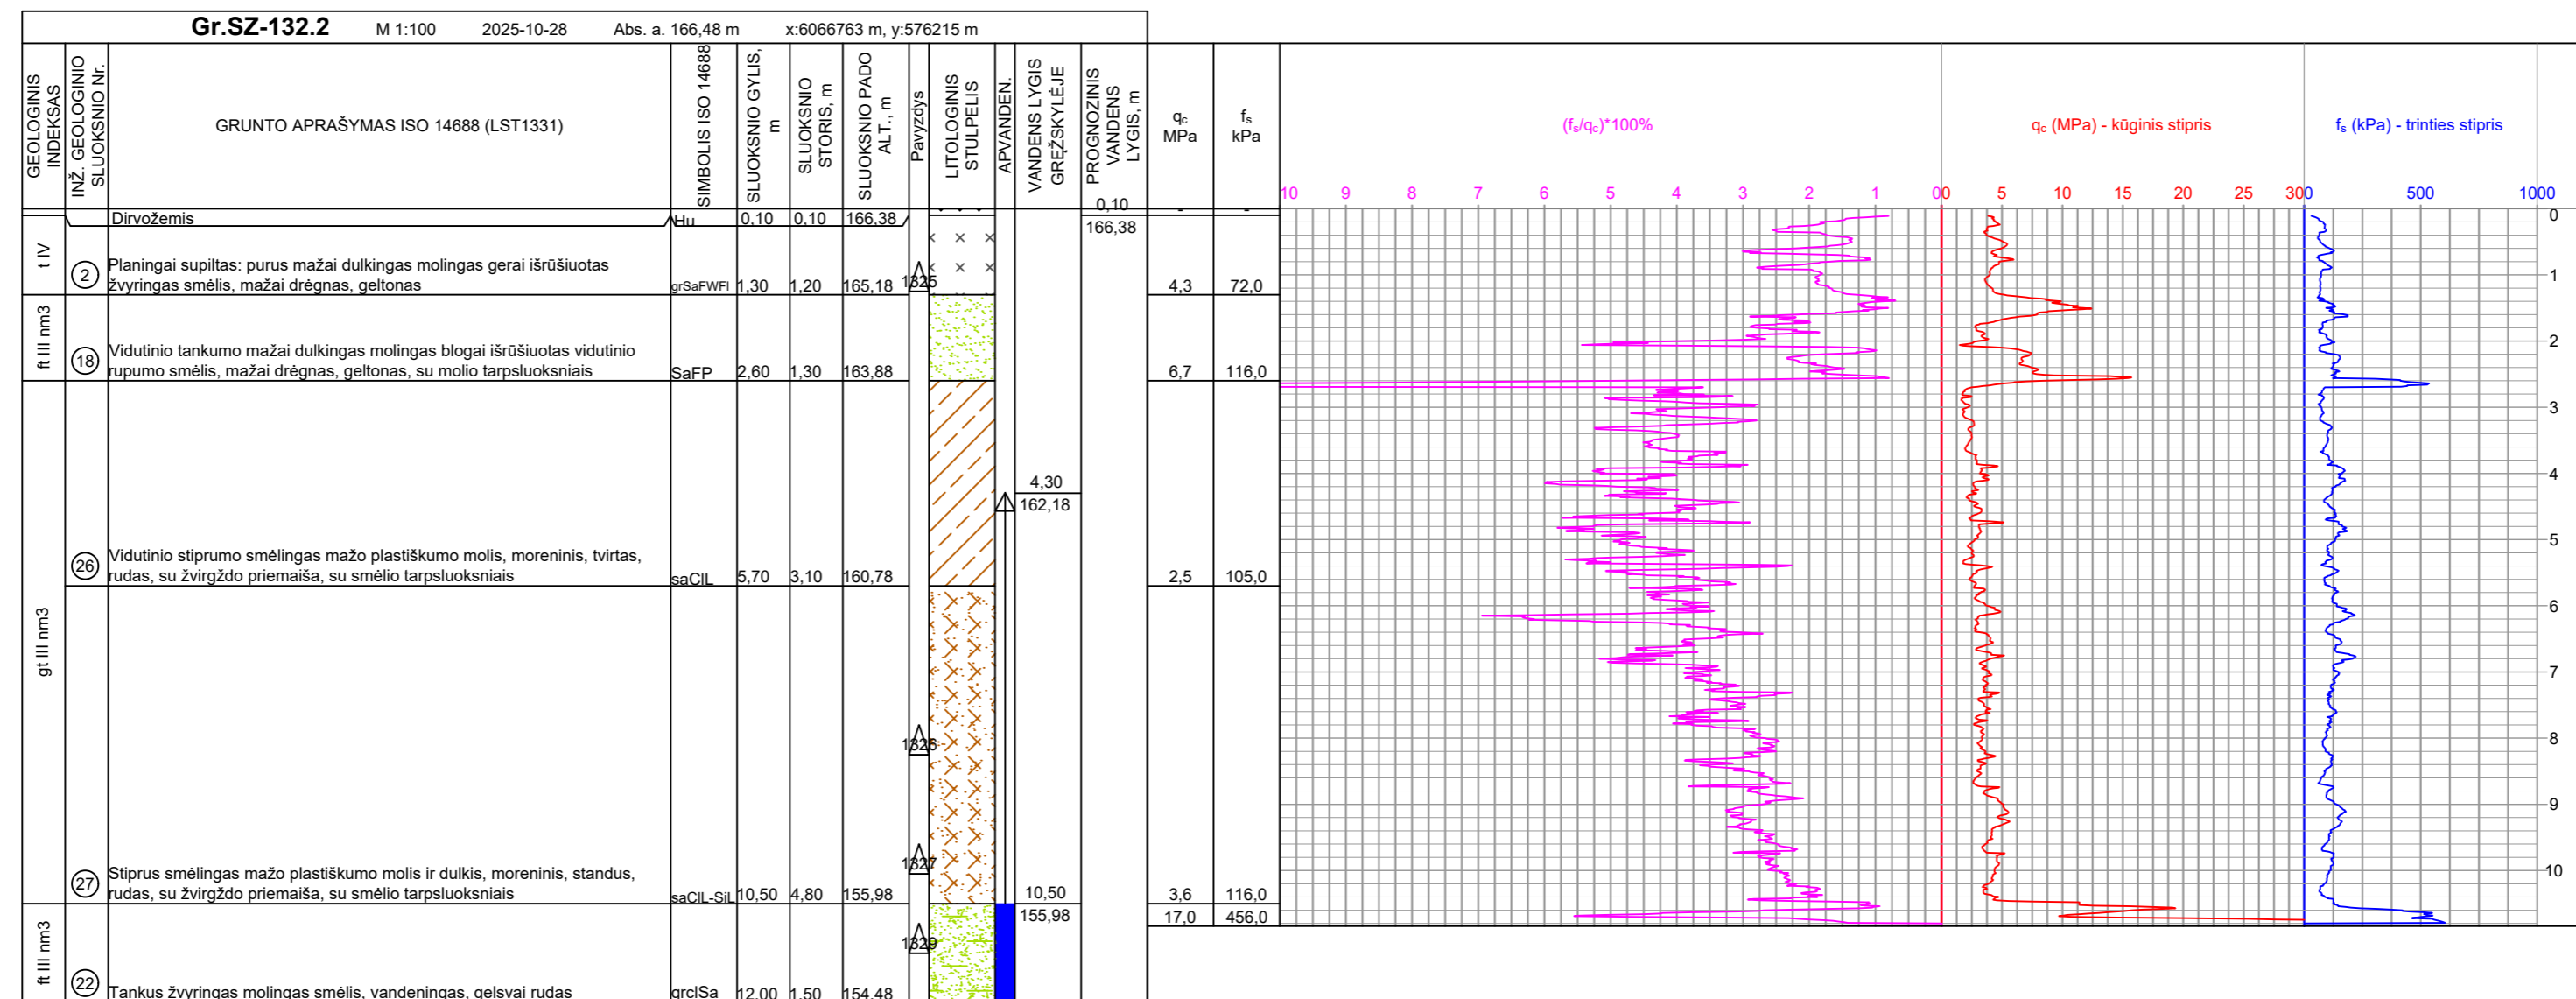 Gr.SZ-132.2 M 1:100 2025-10-28 Abs. a. 166,48 m x:6066763 m, y:576215 m
GEOLOGINIS
INDEKSAS
INŽ. GEOLOGINIO
SLUOKSNIO Nr.
GRUNTO APRAŠYMAS ISO 14688 (LST1331)
SIMBOLIS ISO 14688
SLUOKSNIO GYLIS,
m
SLUOKSNIO
STORIS, m
SLUOKSNIO PADO
ALT., m
Pavyzdys
LITOLOGINIS
STULPELIS
APVANDEN.
VANDENS LYGIS
GRĘŽSKYLĖJE
PROGNOZINIS
VANDENS
LYGIS, m
qc
MPa
fs
kPa
(fs/qc)*100%
qc (MPa) - kūginis stipris
fs (kPa) - trinties stipris
10 9 8 7 6 5 4 3 2 1 0
0 5 10 15 20 25 30
0 500 1000
Dirvožemis Hu 0,10 0,10 166,38
0,10
166,38
- -
t IV
2
Planingai supiltas: purus mažai dulkingas molingas gerai išrūšiuotas
žvyringas smėlis, mažai drėgnas, geltonas grSaFWFl 1,30 1,20 165,18 1325 4,3 72,0
ft III nm3
18
Vidutinio tankumo mažai dulkingas molingas blogai išrūšiuotas vidutinio
rupumo smėlis, mažai drėgnas, geltonas, su molio tarpsluoksniais SaFP 2,60 1,30 163,88 6,7 116,0
4,30
162,18
gt III nm3
26
Vidutinio stiprumo smėlingas mažo plastiškumo molis, moreninis, tvirtas,
rudas, su žvirgždo priemaiša, su smėlio tarpsluoksniais saClL 5,70 3,10 160,78 2,5 105,0
1326
1327
27
Stiprus smėlingas mažo plastiškumo molis ir dulkis, moreninis, standus,
rudas, su žvirgždo priemaiša, su smėlio tarpsluoksniais saClL-SiL 10,50 4,80 155,98 10,50 3,6 116,0
155,98 17,0 456,0
1329
ft III nm3
22
Tankus žvyringas molingas smėlis, vandeningas, gelsvai rudas grclSa 12,00 1,50 154,48
0
1
2
3
4
5
6
7
8
9
10